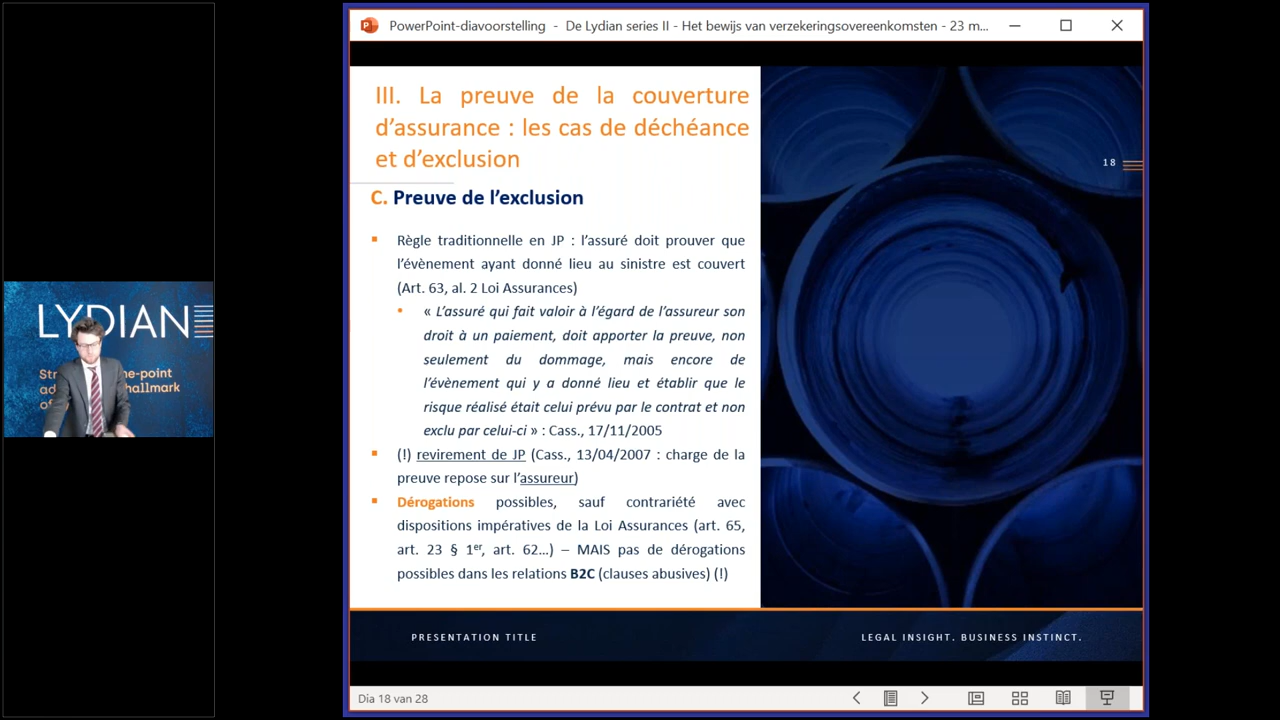 PowerPoint-diavoorstelling - De Lydian series II - Het bewijs van verzekeringsovereenkomsten - 23 m...
III. La preuve de la couverture
d'assurance : les cas de déchéance
et d'exclusion
18
C. Preuve de l'exclusion
Règle traditionnelle en JP : l'assuré doit prouver que
l'évènement ayant donné lieu au sinistre est couvert
(Art. 63, al. 2 Loi Assurances)
« L'assuré qui fait valoir à l'égard de l'assureur son
droit à un paiement, doit apporter la preuve, non
seulement du dommage, mais encore de
l'évènement qui y a donné lieu et établir que le
risque réalisé était celui prévu par le contrat et non
exclu par celui-ci » : Cass., 17/11/2005
(!) revirement de JP (Cass., 13/04/2007 : charge de la
preuve repose sur l'assureur)
Dérogations possibles, sauf contrariété avec
dispositions impératives de la Loi Assurances (art. 65,
art. 23 § 1er, art. 62...) – MAIS pas de dérogations
possibles dans les relations B2C (clauses abusives) (!)
PRESENTATION TITLE
LEGAL INSIGHT. BUSINESS INSTINCT.
Dia 18 van 28
LYDIAN